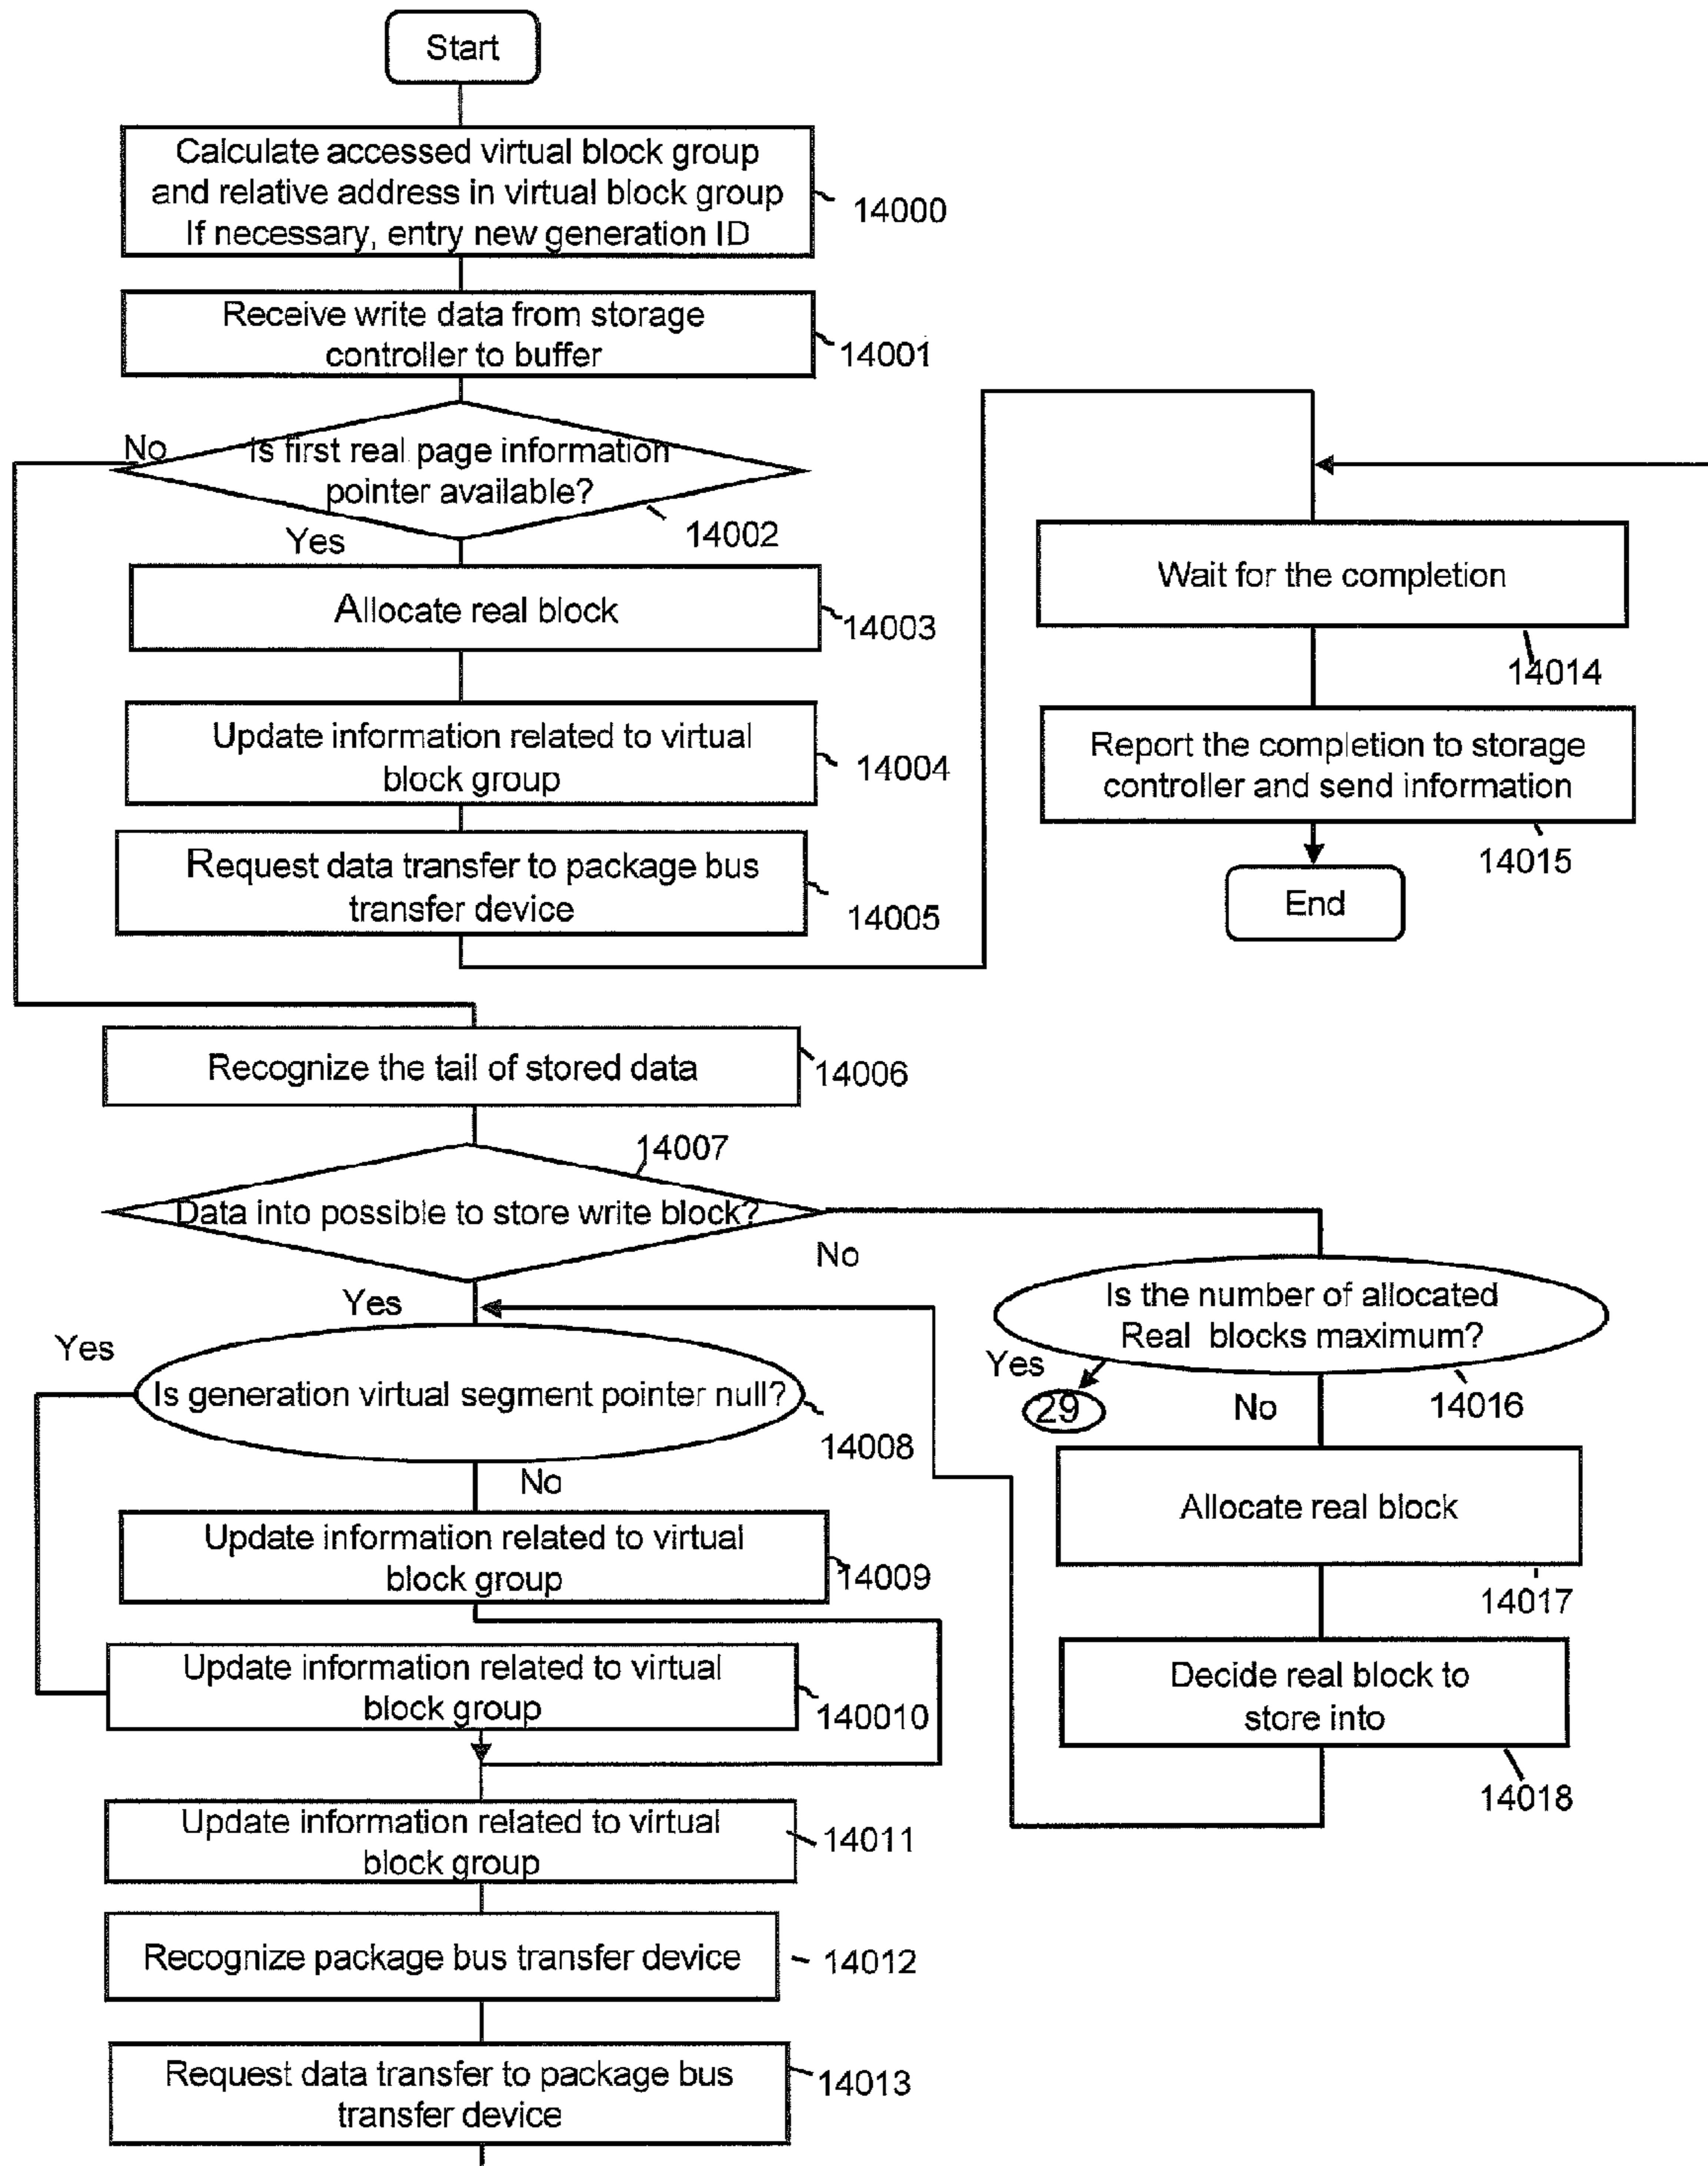 Start
Calculate accessed virtual block group
and relative address in virtual block group
If necessary, entry new generation ID
14000
Receive write data from storage
controller to buffer
14001
No
Is first real page information
pointer available?
14002
Yes
Allocate real block
14003
Update information related to virtual
block group
14004
Request data transfer to package bus
transfer device
14005
Wait for the completion
14014
Report the completion to storage
controller and send information
14015
End
Recognize the tail of stored data
14006
14007
Data into possible to store write block?
No
Yes
Is the number of allocated
Real blocks maximum?
Yes
29
No
14016
Yes
Is generation virtual segment pointer null?
14008
No
Allocate real block
14017
Update information related to virtual
block group
14009
Decide real block to
store into
14018
Update information related to virtual
block group
140010
Update information related to virtual
block group
14011
Recognize package bus transfer device
14012
Request data transfer to package bus
transfer device
14013